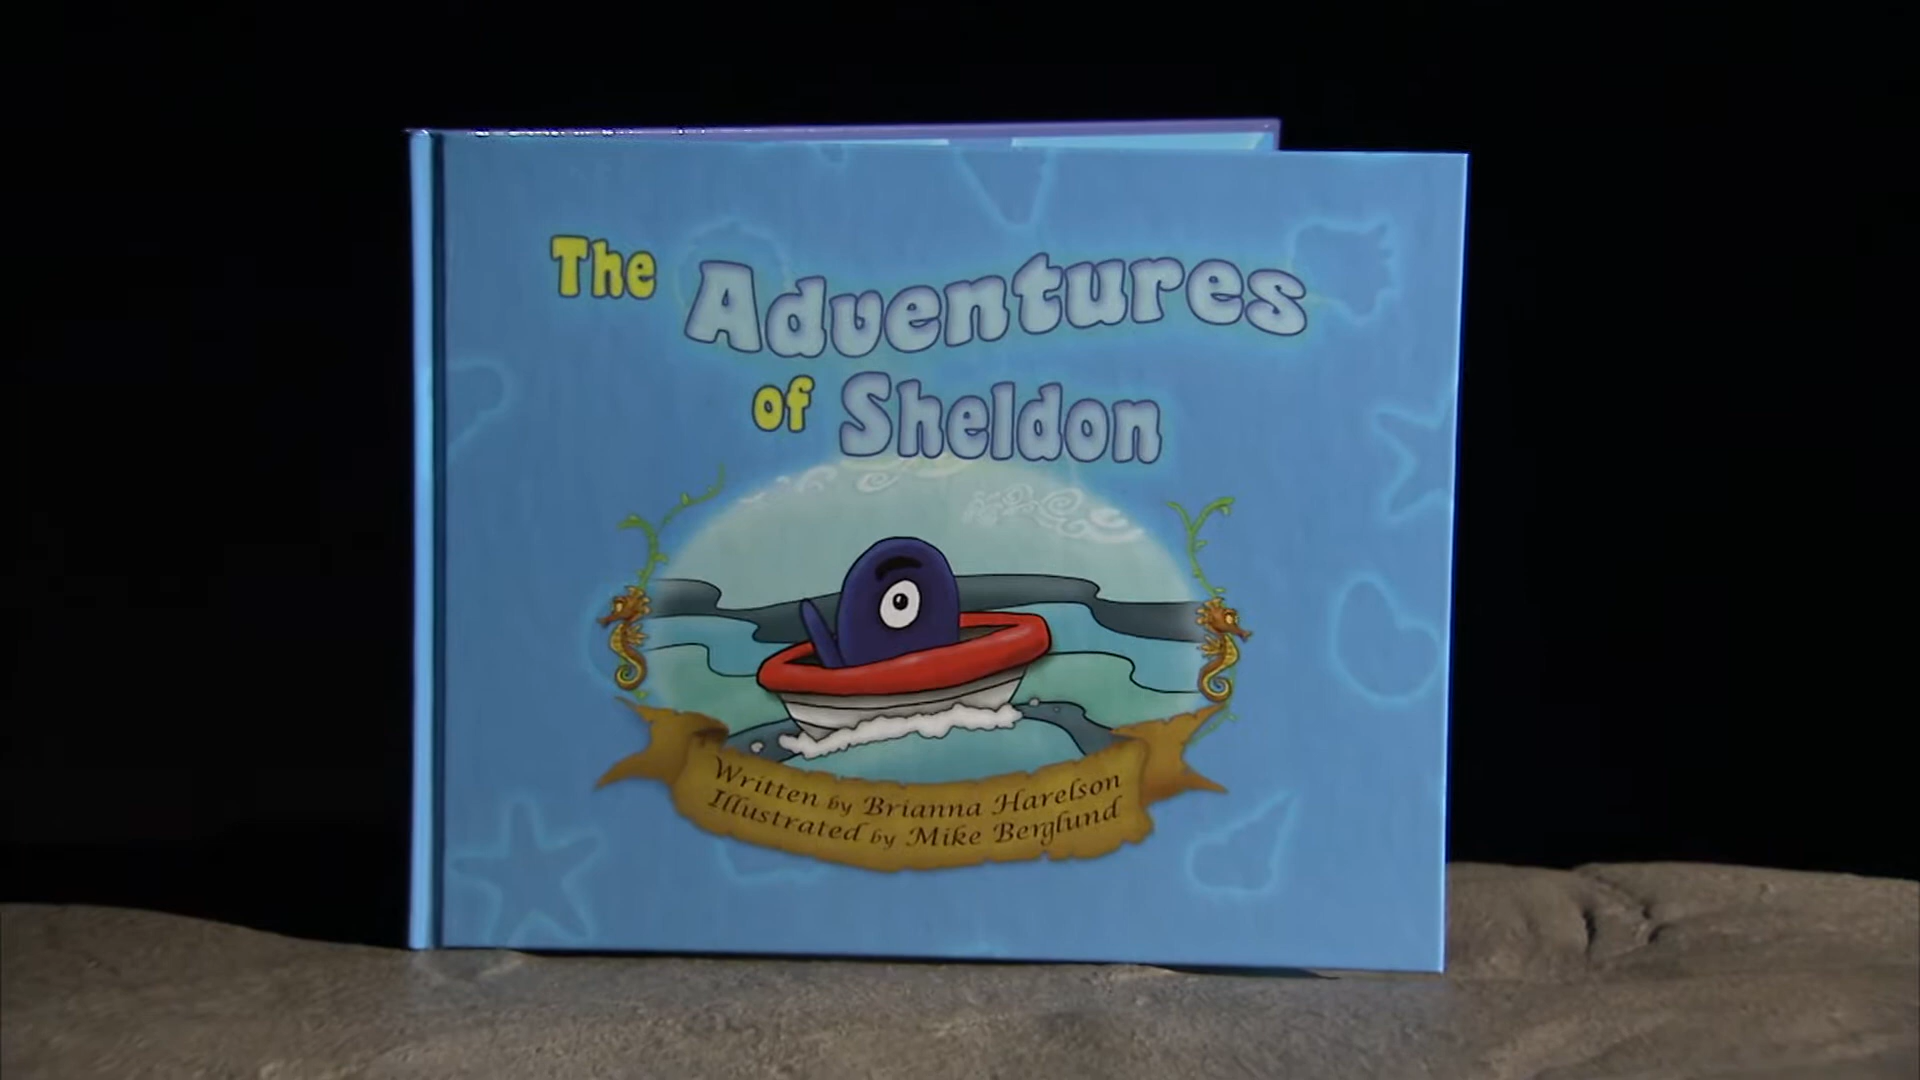 The Adventures
of Sheldon
Written by Brianna Harelson
Illustrated by Mike Berglund